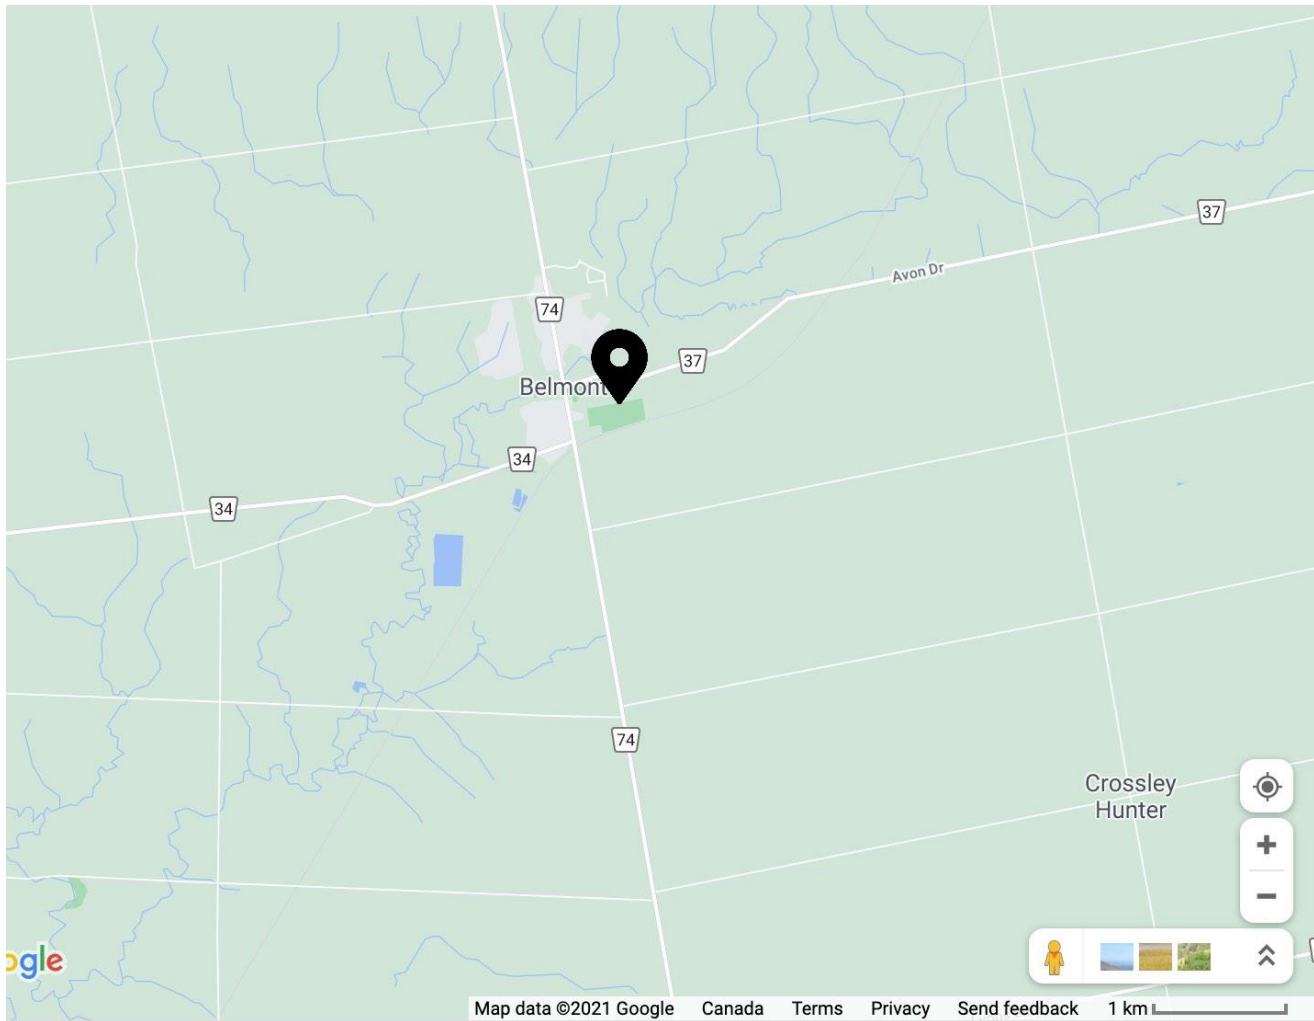 37
Avon Dr
74
37
Belmont
34
34
74
Crossley
Hunter
ogle
Map data ©2021 Google Canada Terms Privacy Send feedback 1 km